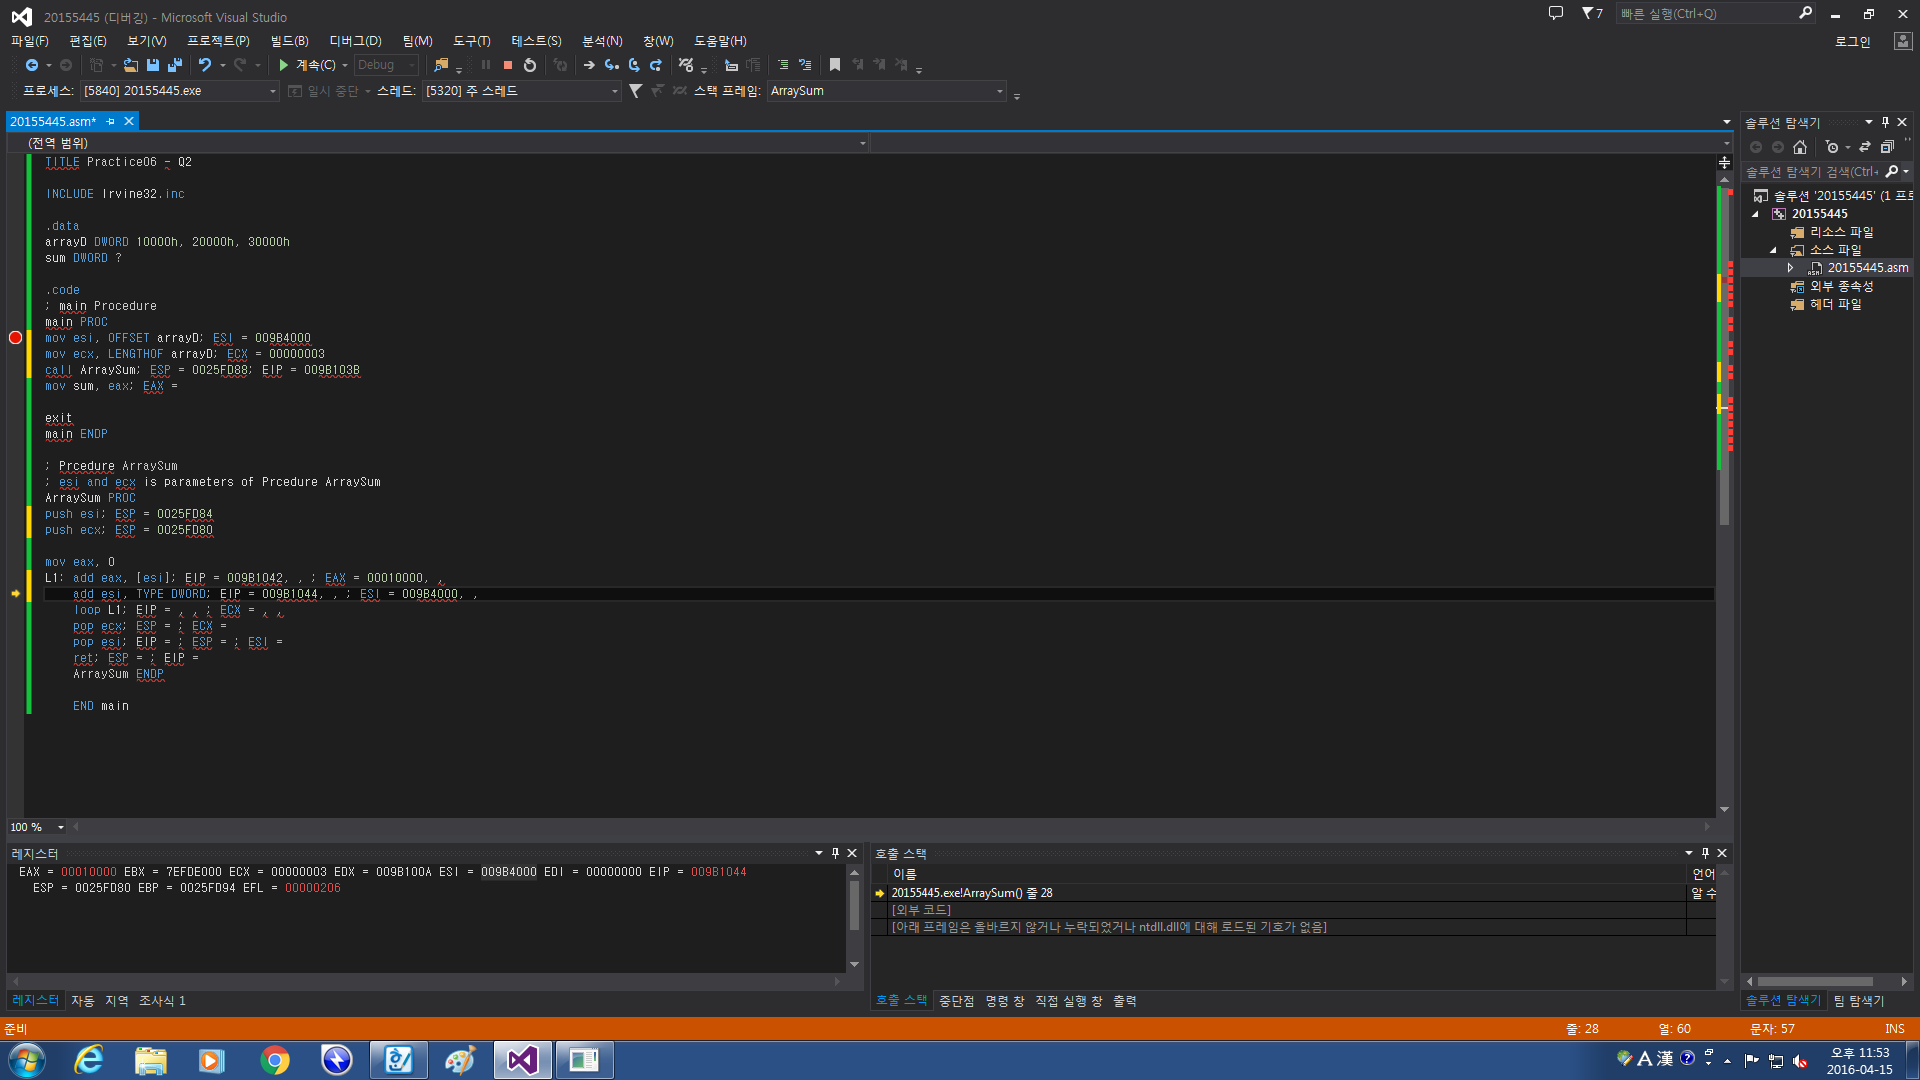 20155445 (디버깅) - Microsoft Visual Studio
7
빠른 실행(Ctrl+Q)
파일(F) 편집(E) 보기(V) 프로젝트(P) 빌드(B) 디버그(D) 팀(M) 도구(T) 테스트(S) 분석(N) 창(W) 도움말(H)
로그인
계속(C) Debug
프로세스: [5840] 20155445.exe 일시 중단 스레드: [5320] 주 스레드 스택 프레임: ArraySum
20155445.asm*
(전역 범위)
TITLE Practice06 - Q2
INCLUDE Irvine32.inc
.data
arrayD DWORD 10000h, 20000h, 30000h
sum DWORD ?
.code
; main Procedure
main PROC
mov esi, OFFSET arrayD; ESI = 009B4000
mov ecx, LENGTHOF arrayD; ECX = 00000003
call ArraySum; ESP = 0025FD88; EIP = 009B103B
mov sum, eax; EAX =
exit
main ENDP
; Prcedure ArraySum
; esi and ecx is parameters of Prcedure ArraySum
ArraySum PROC
push esi; ESP = 0025FD84
push ecx; ESP = 0025FD80
mov eax, 0
L1: add eax, [esi]; EIP = 009B1042, , ; EAX = 00010000, ,
add esi, TYPE DWORD; EIP = 009B1044, , ; ESI = 009B4000, ,
loop L1; EIP = , , ; ECX = , ,
pop ecx; ESP = ; ECX =
pop esi; EIP = ; ESP = ; ESI =
ret; ESP = ; EIP =
ArraySum ENDP
END main
100 %
솔루션 탐색기
솔루션 탐색기 검색(Ctrl+
솔루션 '20155445' (1 프로
20155445
리소스 파일
소스 파일
20155445.asm
외부 종속성
헤더 파일
솔루션 탐색기 팀 탐색기
레지스터
EAX = 00010000 EBX = 7EFDE000 ECX = 00000003 EDX = 009B100A ESI = 009B4000 EDI = 00000000 EIP = 009B1044
ESP = 0025FD80 EBP = 0025FD94 EFL = 00000206
레지스터 자동 지역 조사식 1
호출 스택
이름 언어
20155445.exe!ArraySum() 줄 28 알 수
[외부 코드]
[아래 프레임은 올바르지 않거나 누락되었거나 ntdll.dll에 대해 로드된 기호가 없음]
호출 스택 중단점 명령 창 직접 실행 창 출력
준비 줄: 28 열: 60 문자: 57 INS
A 漢
오후 11:53
2016-04-15